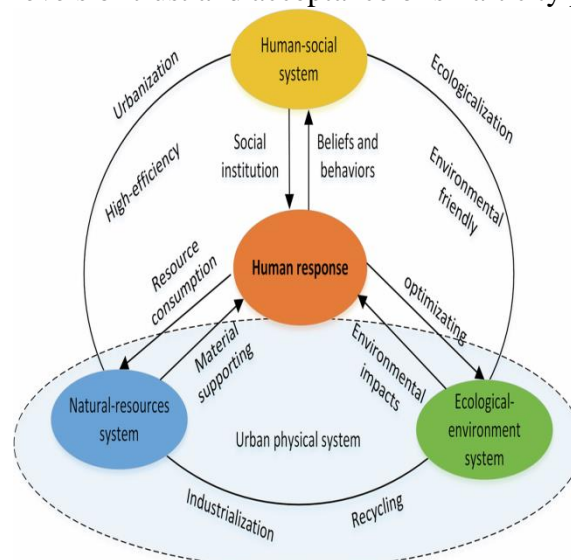 Human-social
system
Urbanization
High-efficiency
Ecologicalization
Environmental
friendly
Social
institution
Beliefs and
behaviors
Human response
Resource
consumption
Material
supporting
optimizating
Environmental
impacts
Natural-resources
system
Ecological-
environment
system
Urban physical system
Industrialization
Recycling